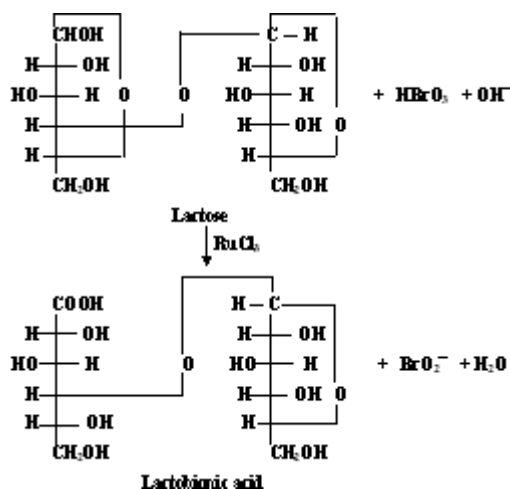 CHOH C – H
H OH H OH
HO H O O HO H + HBrO₃ + OH⁻
H H OH O
H H
CH₂OH CH₂OH
Lactose
RuCl₃
COOH H – C
H OH H OH
HO H O HO H + BrO₂⁻ + H₂O
H H OH O
H OH H
CH₂OH CH₂OH
Lactobionic acid